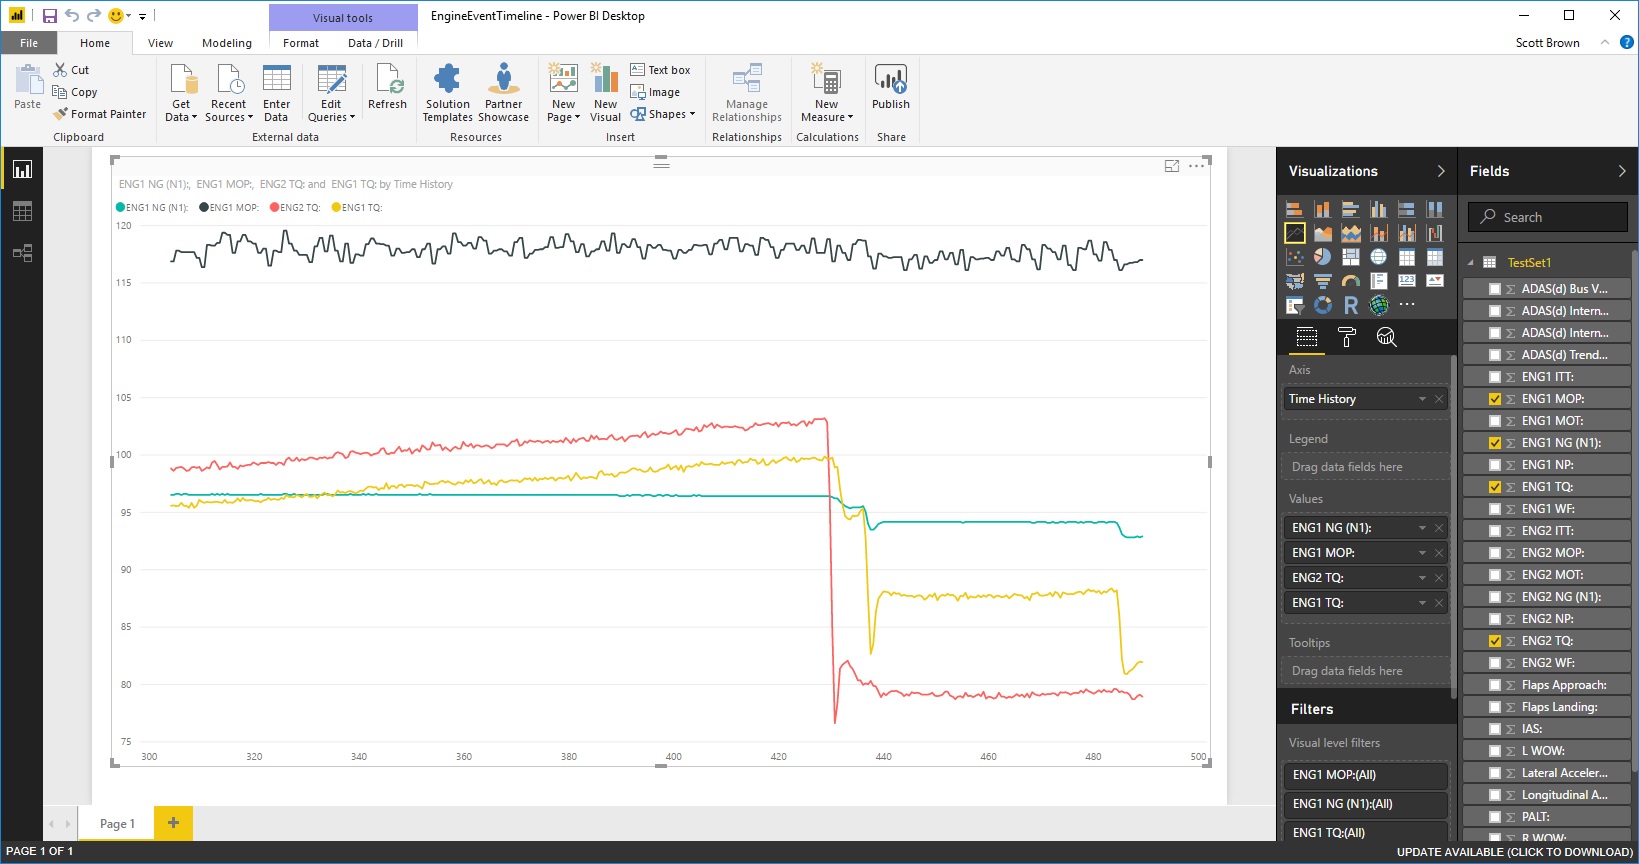 Visual tools
EngineEventTimeline - Power BI Desktop
File
Home
View
Modeling
Format
Data / Drill
Scott Brown
?
Paste
Cut
Copy
Format Painter
Clipboard
Get Data
Recent Sources
Enter Data
Edit Queries
Refresh
External data
Solution Templates
Partner Showcase
Resources
New Page
New Visual
Text box
Image
Shapes
Insert
Manage Relationships
Relationships
New Measure
Calculations
Publish
Share
ENG1 NG (N1):, ENG1 MOP:, ENG2 TQ: and ENG1 TQ: by Time History
ENG1 NG (N1): ENG1 MOP: ENG2 TQ: ENG1 TQ:
120
115
110
105
100
95
90
85
80
75
300 320 340 360 380 400 420 440 460 480 500
Page 1
+
PAGE 1 OF 1
Visualizations
123
R
...
Axis
Time History
Legend
Drag data fields here
Values
ENG1 NG (N1):
ENG1 MOP:
ENG2 TQ:
ENG1 TQ:
Tooltips
Drag data fields here
Filters
Visual level filters
ENG1 MOP:(All)
ENG1 NG (N1):(All)
ENG1 TQ:(All)
Fields
Search
TestSet1
Σ ADAS(d) Bus V...
Σ ADAS(d) Intern...
Σ ADAS(d) Intern...
Σ ADAS(d) Trend...
Σ ENG1 ITT:
Σ ENG1 MOP:
Σ ENG1 MOT:
Σ ENG1 NG (N1):
Σ ENG1 NP:
Σ ENG1 TQ:
Σ ENG1 WF:
Σ ENG2 ITT:
Σ ENG2 MOP:
Σ ENG2 MOT:
Σ ENG2 NG (N1):
Σ ENG2 NP:
Σ ENG2 TQ:
Σ ENG2 WF:
Σ Flaps Approach:
Σ Flaps Landing:
Σ IAS:
Σ L WOW:
Σ Lateral Acceler...
Σ Longitudinal A...
Σ PALT:
Σ R WOW:
UPDATE AVAILABLE (CLICK TO DOWNLOAD)